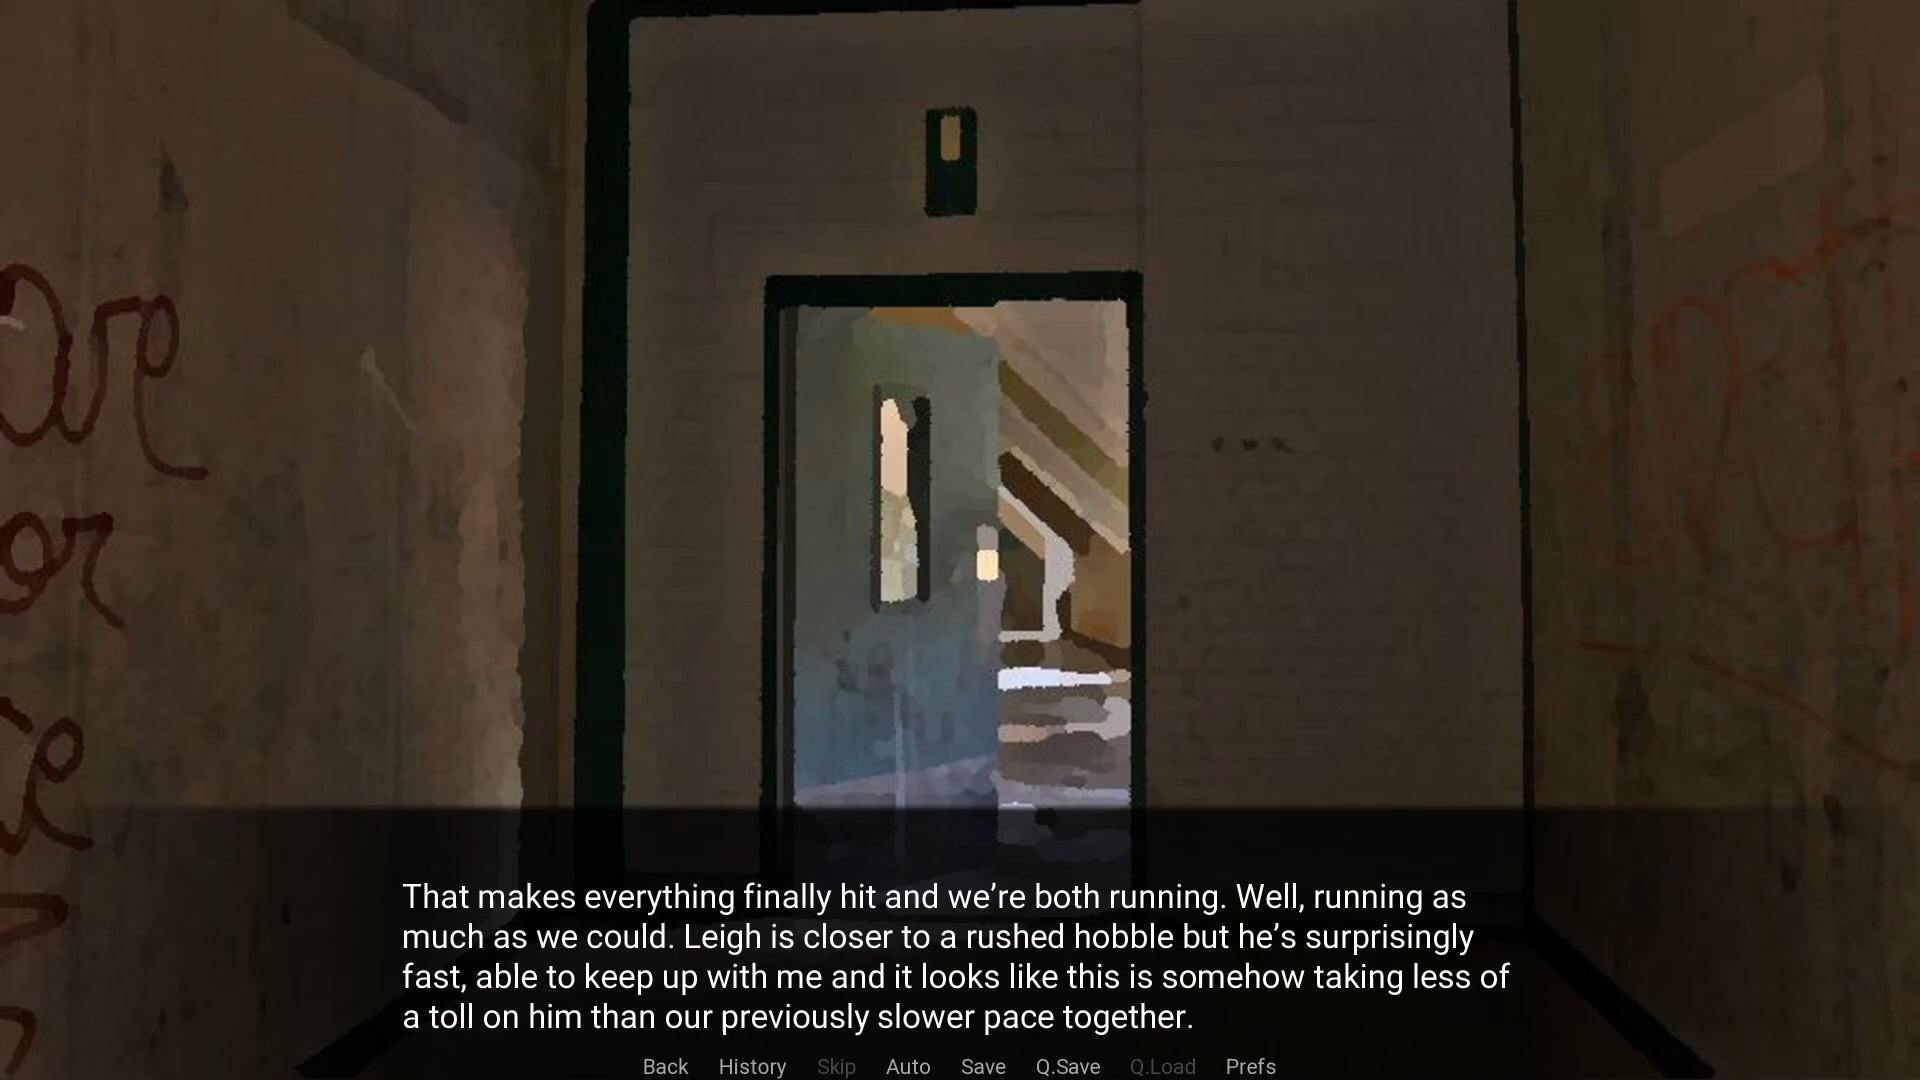 are
or
That makes everything finally hit and we’re both running. Well, running as
much as we could. Leigh is closer to a rushed hobble but he’s surprisingly
fast, able to keep up with me and it looks like this is somehow taking less of
a toll on him than our previously slower pace together.
Back History Skip Auto Save Q.Save Q.Load Prefs